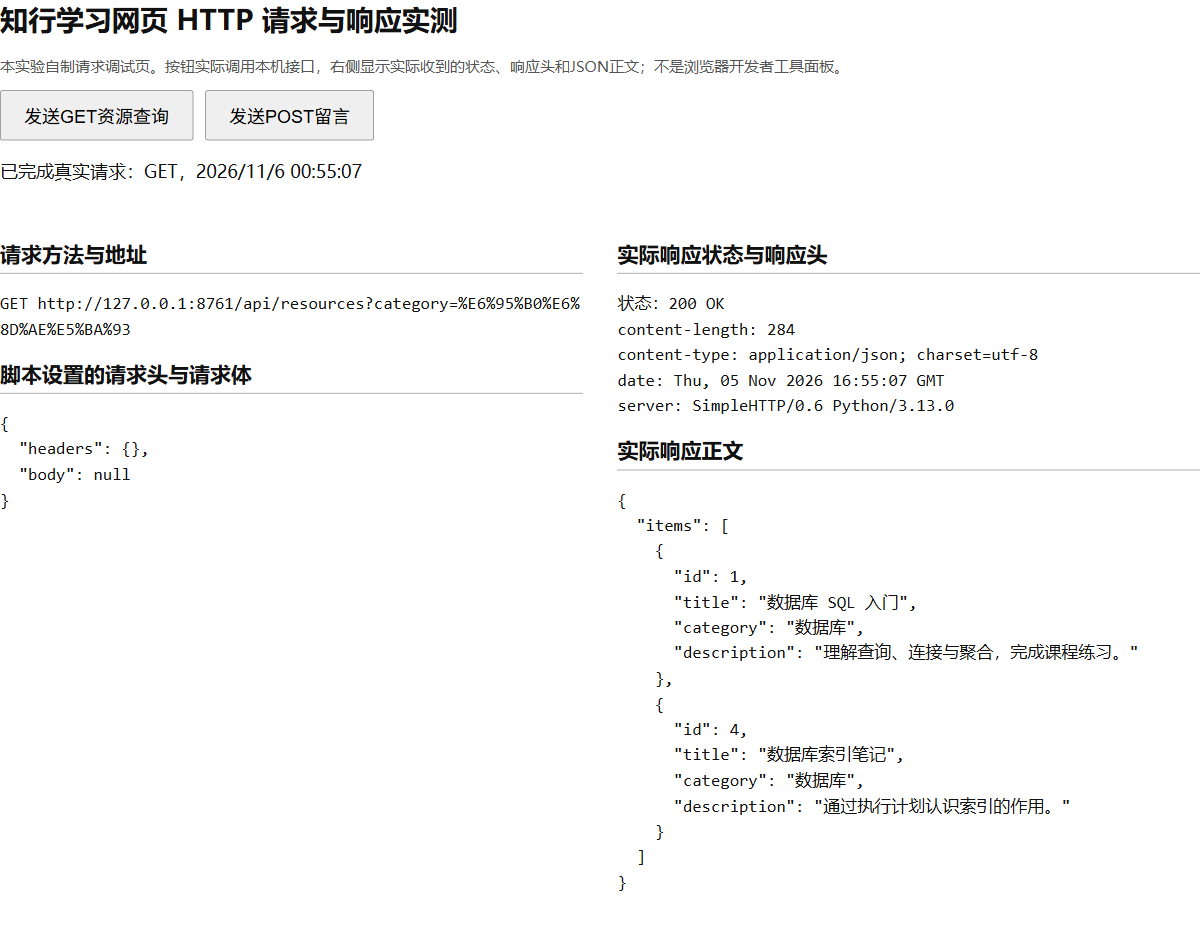 知行学习网页 HTTP 请求与响应实测
本实验自制请求调试页。按钮实际调用本机接口，右侧显示实际收到的状态、响应头和JSON正文；不是浏览器开发者工具面板。
发送GET资源查询
发送POST留言
已完成真实请求：GET，2026/11/6 00:55:07
请求方法与地址
GET http://127.0.0.1:8761/api/resources?category=%E6%95%B0%E6%
8D%AE%E5%BA%93
脚本设置的请求头与请求体
{
  "headers": {},
  "body": null
}
实际响应状态与响应头
状态：200 OK
content-length: 284
content-type: application/json; charset=utf-8
date: Thu, 05 Nov 2026 16:55:07 GMT
server: SimpleHTTP/0.6 Python/3.13.0
实际响应正文
{
  "items": [
    {
      "id": 1,
      "title": "数据库 SQL 入门",
      "category": "数据库",
      "description": "理解查询、连接与聚合，完成课程练习。"
    },
    {
      "id": 4,
      "title": "数据库索引笔记",
      "category": "数据库",
      "description": "通过执行计划认识索引的作用。"
    }
  ]
}